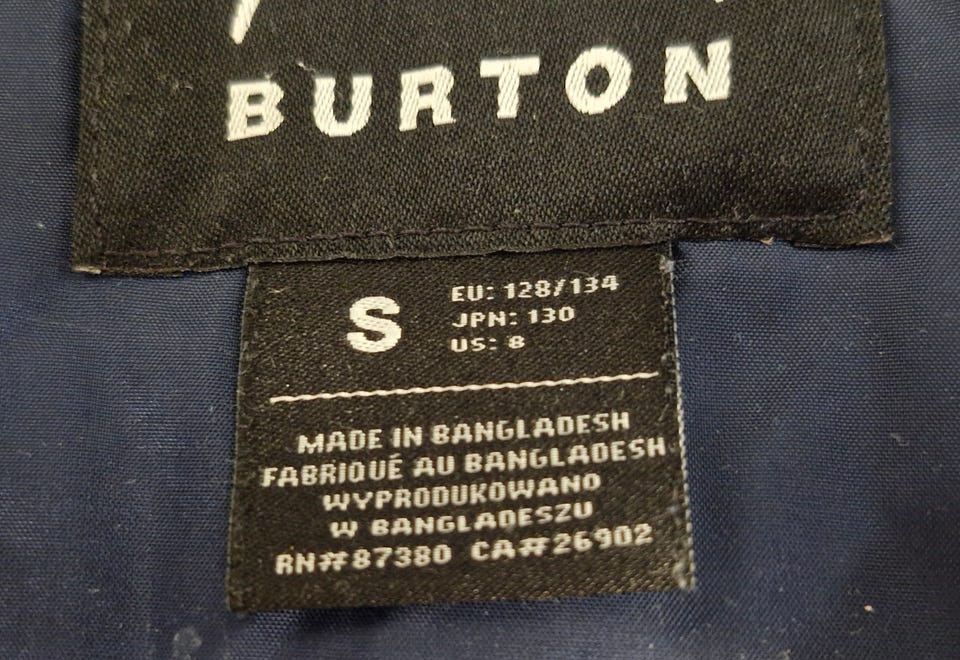 BURTON
S
EU: 128/134
JPN: 130
US: 8
MADE IN BANGLADESH
FABRIQUÉ AU BANGLADESH
WYPRODUKOWANO
W BANGLADESZU
RN#87380 CA#26902